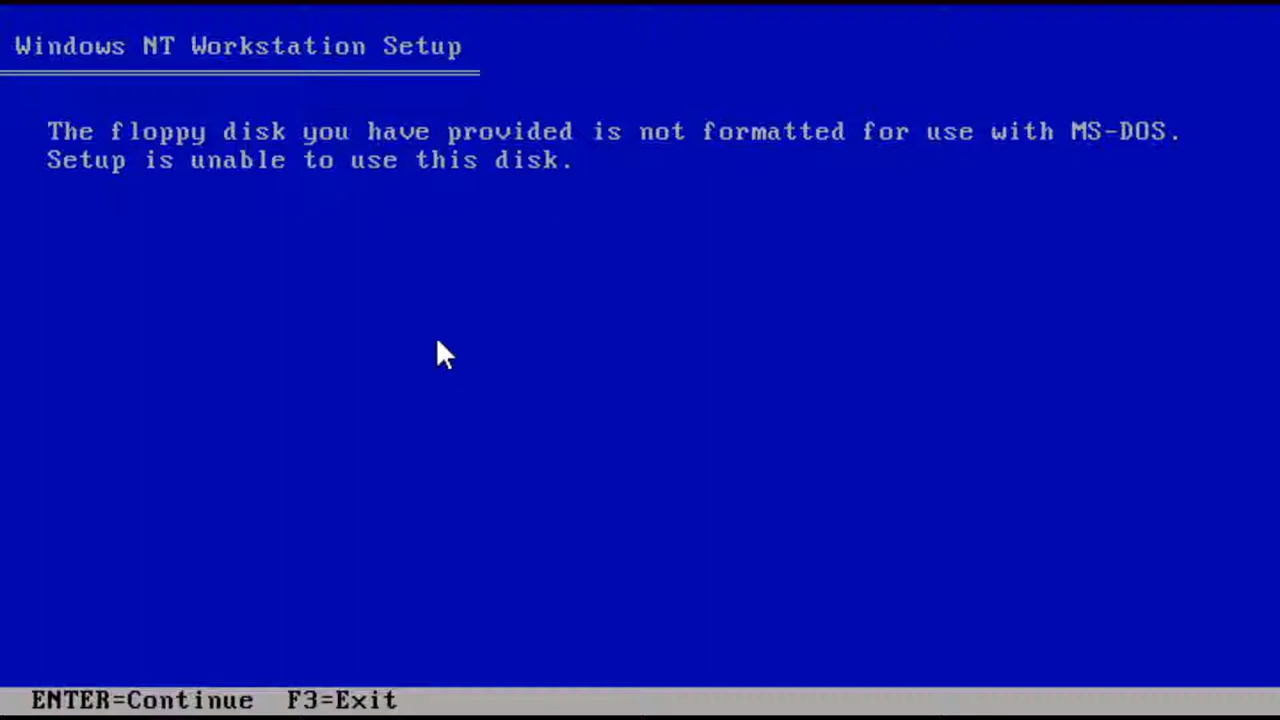 Windows NT Workstation Setup
The floppy disk you have provided is not formatted for use with MS-DOS.
Setup is unable to use this disk.
ENTER=Continue  F3=Exit